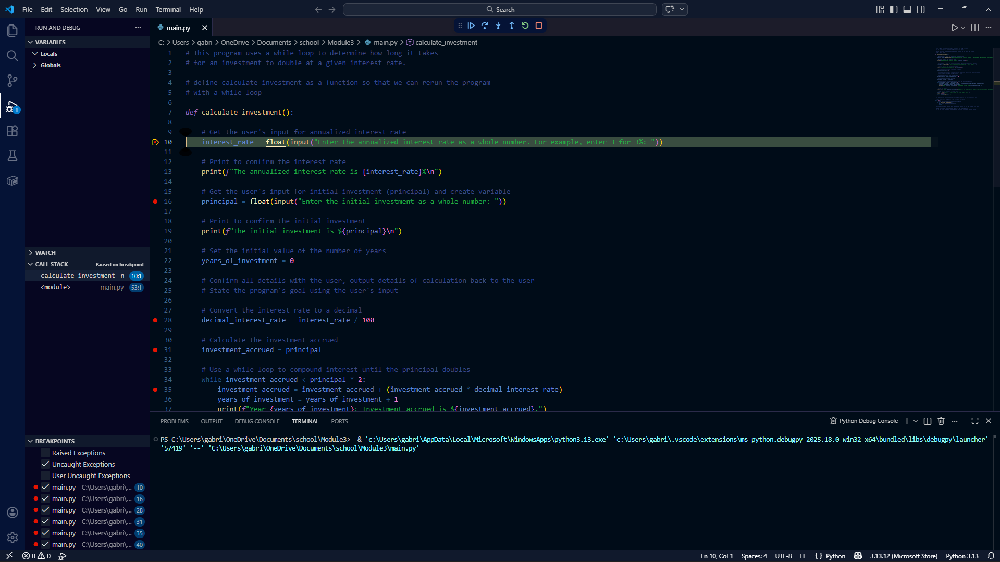 File Edit Selection View Go Run Terminal Help
Search
RUN AND DEBUG
main.py
VARIABLES
Locals
Globals
C: > Users > gabri > OneDrive > Documents > school > Module3 > main.py > calculate_investment
1 # This program uses a while loop to determine how long it takes
2 # for an investment to double at a given interest rate.
3
4 # define calculate_investment as a function so that we can rerun the program
5 # with a while loop
6
7 def calculate_investment():
8
9 # Get the user's input for annualized interest rate
10 interest_rate = float(input("Enter the annualized interest rate as a whole number. For example, enter 3 for 3%: "))
11
12 # Print to confirm the interest rate
13 print(f"The annualized interest rate is {interest_rate}%\n")
14
15 # Get the user's input for initial investment (principal) and create variable
16 principal = float(input("Enter the initial investment as a whole number: "))
17
18 # Print to confirm the initial investment
19 print(f"The initial investment is ${principal}\n")
20
21 # Set the initial value of the number of years
22 years_of_investment = 0
23
24 # Confirm all details with the user, output details of calculation back to the user
25 # State the program's goal using the user's input
26
27 # Convert the interest rate to a decimal
28 decimal_interest_rate = interest_rate / 100
29
30 # Calculate the investment accrued
31 investment_accrued = principal
32
33 # Use a while loop to compound interest until the principal doubles
34 while investment_accrued < principal * 2:
35 investment_accrued = investment_accrued + (investment_accrued * decimal_interest_rate)
36 years_of_investment = years_of_investment + 1
37 print(f"Year {years_of_investment}: Investment accrued is ${investment_accrued}.")
WATCH
CALL STACK Paused on breakpoint
calculate_investment 10:1
<module> main.py 53:1
BREAKPOINTS
Raised Exceptions
Uncaught Exceptions
User Uncaught Exceptions
main.py C:\Users\gabri\... 10
main.py C:\Users\gabri\... 16
main.py C:\Users\gabri\... 28
main.py C:\Users\gabri\... 31
main.py C:\Users\gabri\... 35
main.py C:\Users\gabri\... 40
PROBLEMS OUTPUT DEBUG CONSOLE TERMINAL PORTS
Python Debug Console
PS C:\Users\gabri\OneDrive\Documents\school\Module3> & 'c:\Users\gabri\AppData\Local\Microsoft\WindowsApps\python3.13.exe' 'c:\Users\gabri\.vscode\extensions\ms-python.debugpy-2025.18.0-win32-x64\bundled\libs\debugpy\launcher'
'57419' '--' 'C:\Users\gabri\OneDrive\Documents\school\Module3\main.py'
0 0
Ln 10, Col 1 Spaces: 4 UTF-8 LF { } Python 3.13.12 (Microsoft Store) Python 3.13